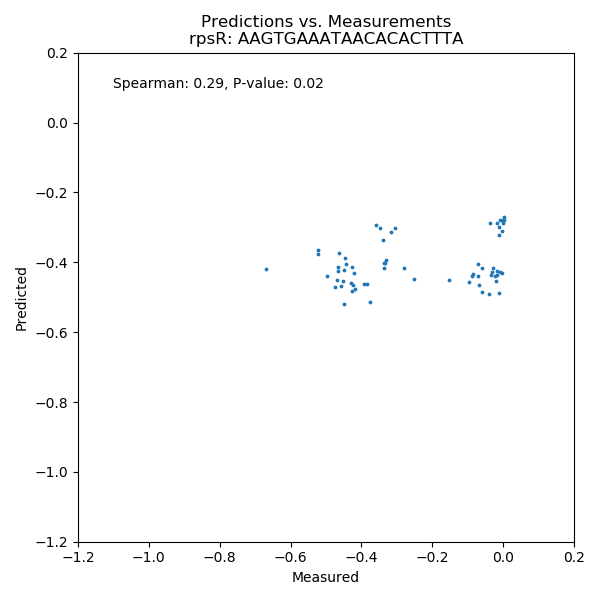 Predictions vs. Measurements
rpsR: AAGTGAAATAACACACTTTA
Spearman: 0.29, P-value: 0.02
0.2
0.0
−0.2
−0.4
−0.6
−0.8
−1.0
−1.2
Predicted
−1.2 −1.0 −0.8 −0.6 −0.4 −0.2 0.0 0.2
Measured